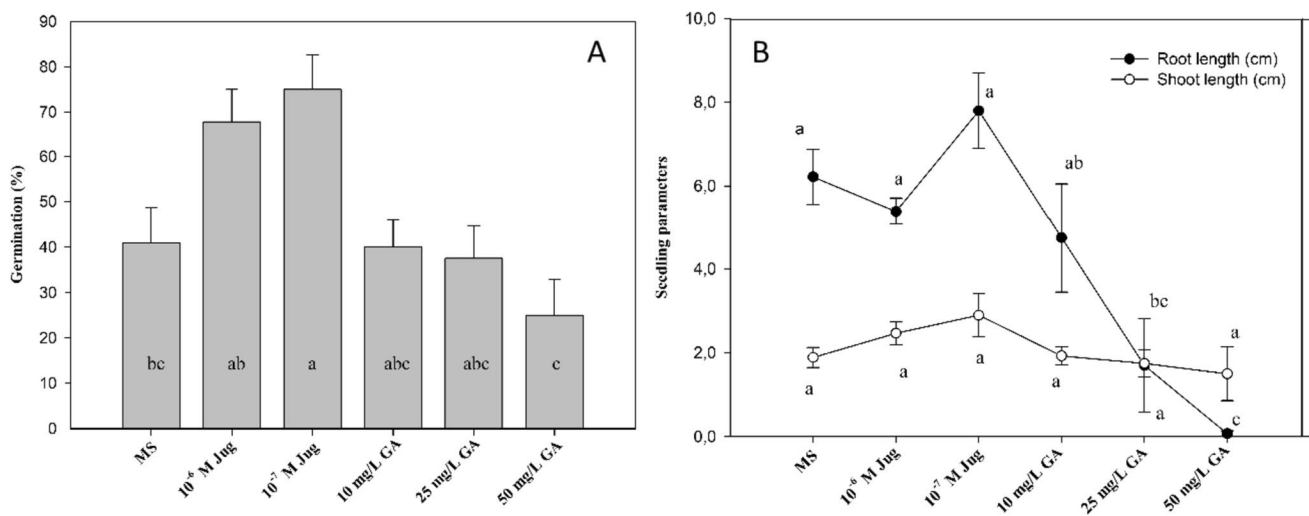 A
Germination (%)
90
80
70
60
50
40
30
20
10
0
bc
ab
a
abc
abc
c
MS
10⁻⁶ M Jug
10⁻⁷ M Jug
10 mg/L GA
25 mg/L GA
50 mg/L GA
B
Seedling parameters
10,0
8,0
6,0
4,0
2,0
0,0
Root length (cm)
Shoot length (cm)
a
a
a
ab
bc
c
a
a
a
a
a
a
MS
10⁻⁶ M Jug
10⁻⁷ M Jug
10 mg/L GA
25 mg/L GA
50 mg/L GA